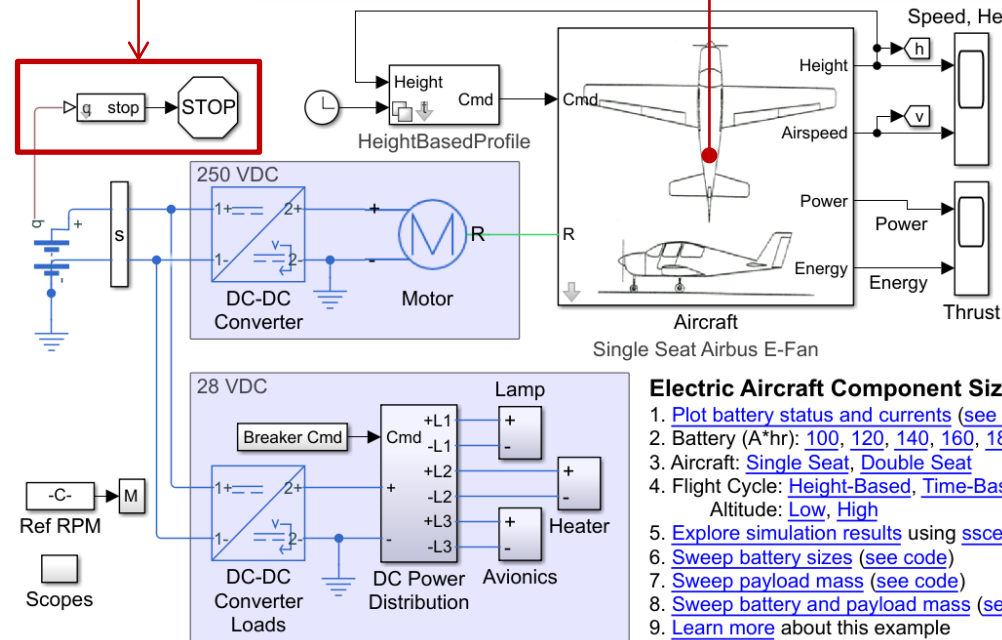 Speed, He
h
Height
Height
q stop
STOP
Cmd
Cmd
t
HeightBasedProfile
v
Airspeed
250 VDC
q
+
s
1+
2+
+
Power
Power
M
R
R
v
1-
2-
-
-
Energy
Energy
DC-DC
Converter
Motor
Aircraft
Thrust
Single Seat Airbus E-Fan
28 VDC
Lamp
Breaker Cmd
Cmd
+L1
-L1
+
-
+L2
-L2
+
-
1+
2+
+
-C-
M
Ref RPM
+L3
-L3
+
-
Heater
v
1-
2-
-
DC-DC
Converter
Loads
DC Power
Distribution
Avionics
Scopes
Electric Aircraft Component Siz
1. Plot battery status and currents (see
2. Battery (A*hr): 100, 120, 140, 160, 18
3. Aircraft: Single Seat, Double Seat
4. Flight Cycle: Height-Based, Time-Bas
Altitude: Low, High
5. Explore simulation results using ssce
6. Sweep battery sizes (see code)
7. Sweep payload mass (see code)
8. Sweep battery and payload mass (se
9. Learn more about this example